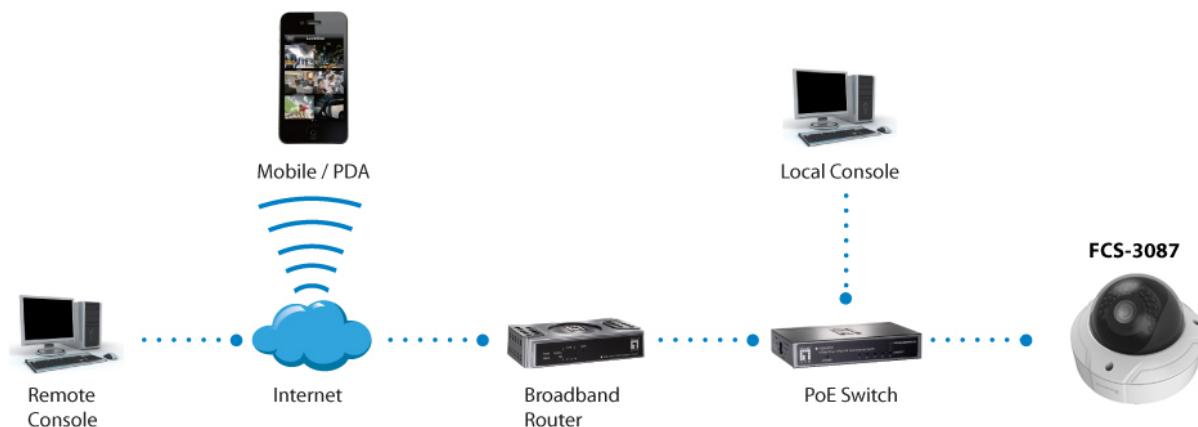 Mobile / PDA
Local Console
FCS-3087
Remote
Console
Internet
Broadband
Router
PoE Switch